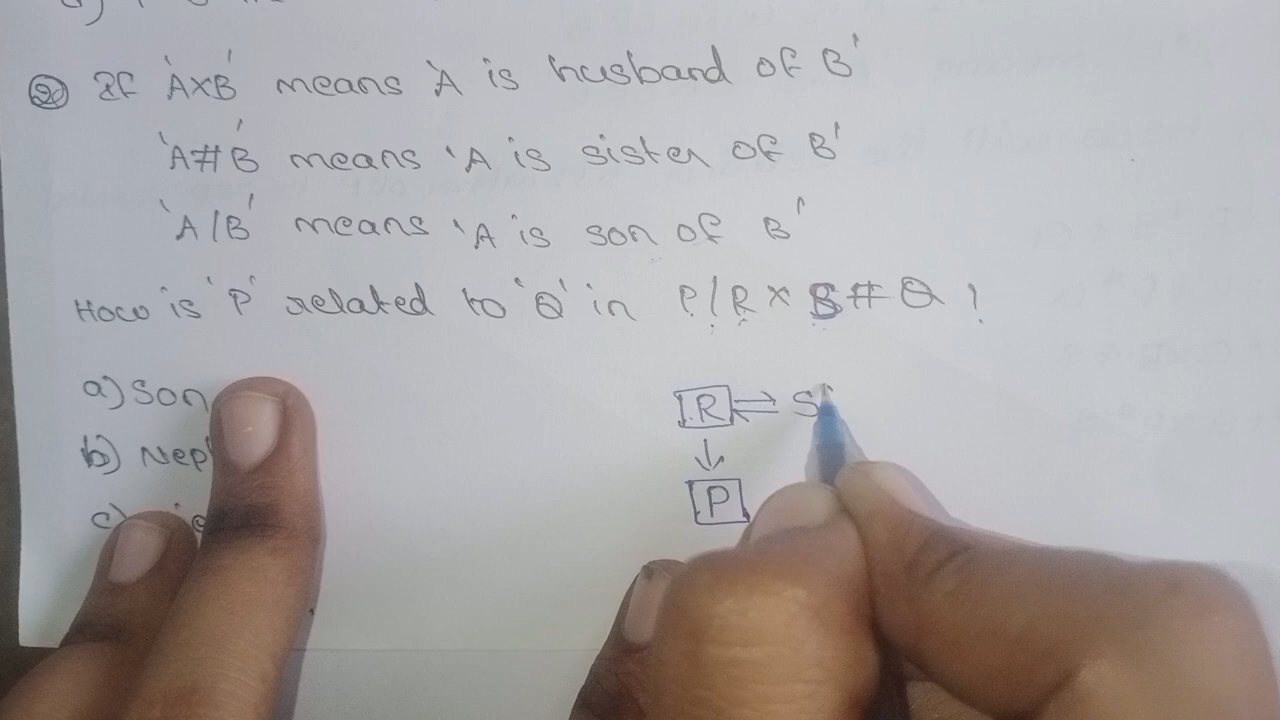 ② If 'A×B' means 'A is husband of B'
'A#B' means 'A is sister of B'
'A/B' means 'A is son of B'
How is 'P' related to 'Q' in P/R × S # Q ?
a) Son
b) Nep
c)
R ⇌ S
↓
P